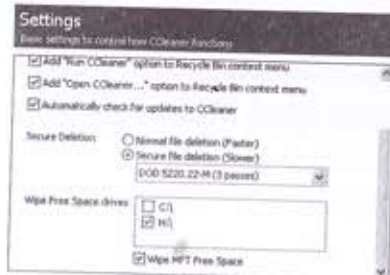 Settings
Basic settings to control how CCleaner functions
Add "Run CCleaner" option to Recycle Bin context menu
Add "Open CCleaner..." option to Recycle Bin context menu
Automatically check for updates to CCleaner
Secure Deletion
Normal file deletion (Faster)
Secure file deletion (Slower)
DOD 5220.22-M (3 passes)
Wipe Free Space drives
C:\
H:\
Wipe MFT Free Space